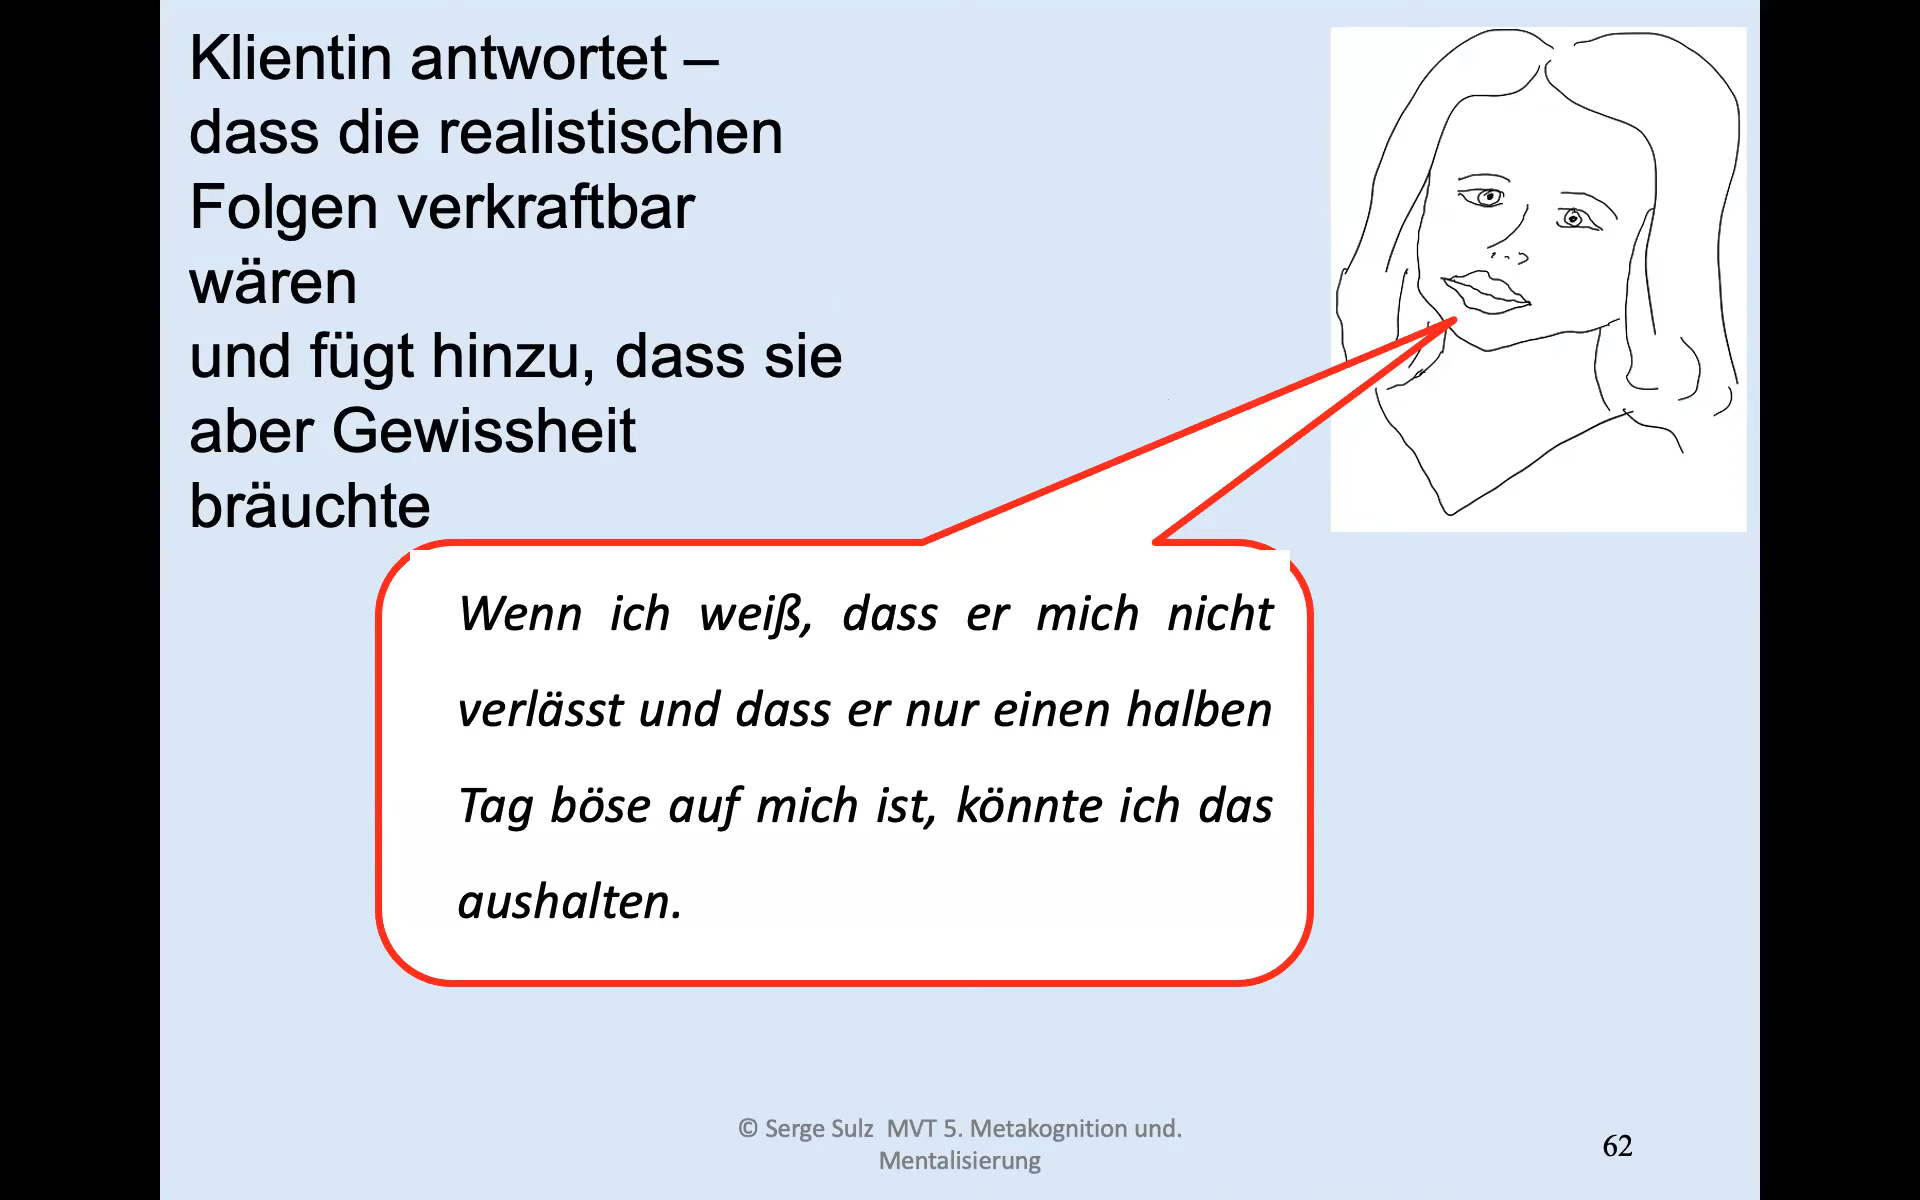 Klientin antwortet –
dass die realistischen
Folgen verkraftbar
wären
und fügt hinzu, dass sie
aber Gewissheit
bräuchte
Wenn ich weiß, dass er mich nicht
verlässt und dass er nur einen halben
Tag böse auf mich ist, könnte ich das
aushalten.
© Serge Sulz  MVT 5. Metakognition und.
Mentalisierung
62